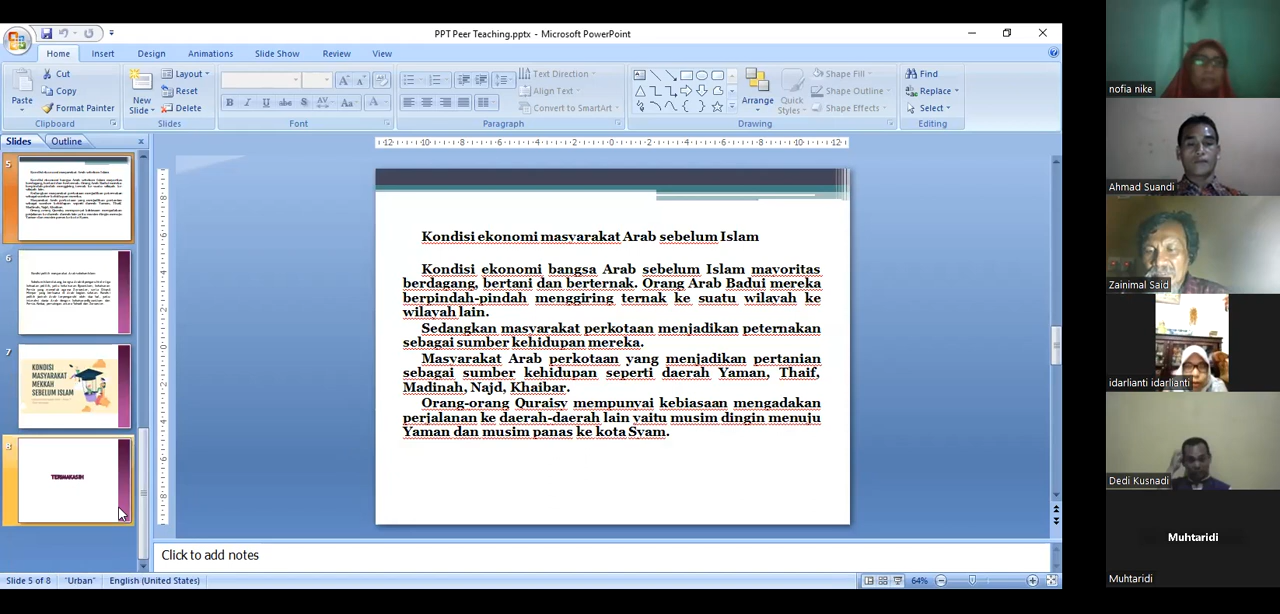 PPT Peer Teaching.pptx - Microsoft PowerPoint
Home Insert Design Animations Slide Show Review View
Paste
Cut
Copy
Format Painter
Clipboard
New Slide
Layout
Reset
Delete
Slides
B I U abc S AV Aa A
Font
Text Direction
Align Text
Convert to SmartArt
Paragraph
Arrange
Quick Styles
Shape Fill
Shape Outline
Shape Effects
Drawing
Find
Replace
Select
Editing
Slides Outline
5
6
7
KONDISI
MASYARAKAT
MEKKAH
SEBELUM ISLAM
8
TERIMAKASIH
Kondisi ekonomi masyarakat Arab sebelum Islam
Kondisi ekonomi bangsa Arab sebelum Islam mayoritas
berdagang, bertani dan berternak. Orang Arab Badui mereka
berpindah-pindah menggiring ternak ke suatu wilayah ke
wilayah lain.
Sedangkan masyarakat perkotaan menjadikan peternakan
sebagai sumber kehidupan mereka.
Masyarakat Arab perkotaan yang menjadikan pertanian
sebagai sumber kehidupan seperti daerah Yaman, Thaif,
Madinah, Najd, Khaibar.
Orang-orang Quraisy mempunyai kebiasaan mengadakan
perjalanan ke daerah-daerah lain yaitu musim dingin menuju
Yaman dan musim panas ke kota Syam.
Click to add notes
Slide 5 of 8 "Urban" English (United States) 64%
nofia nike
Ahmad Suandi
Zainimal Said
idarlianti idarlianti
Dedi Kusnadi
Muhtaridi
Muhtaridi